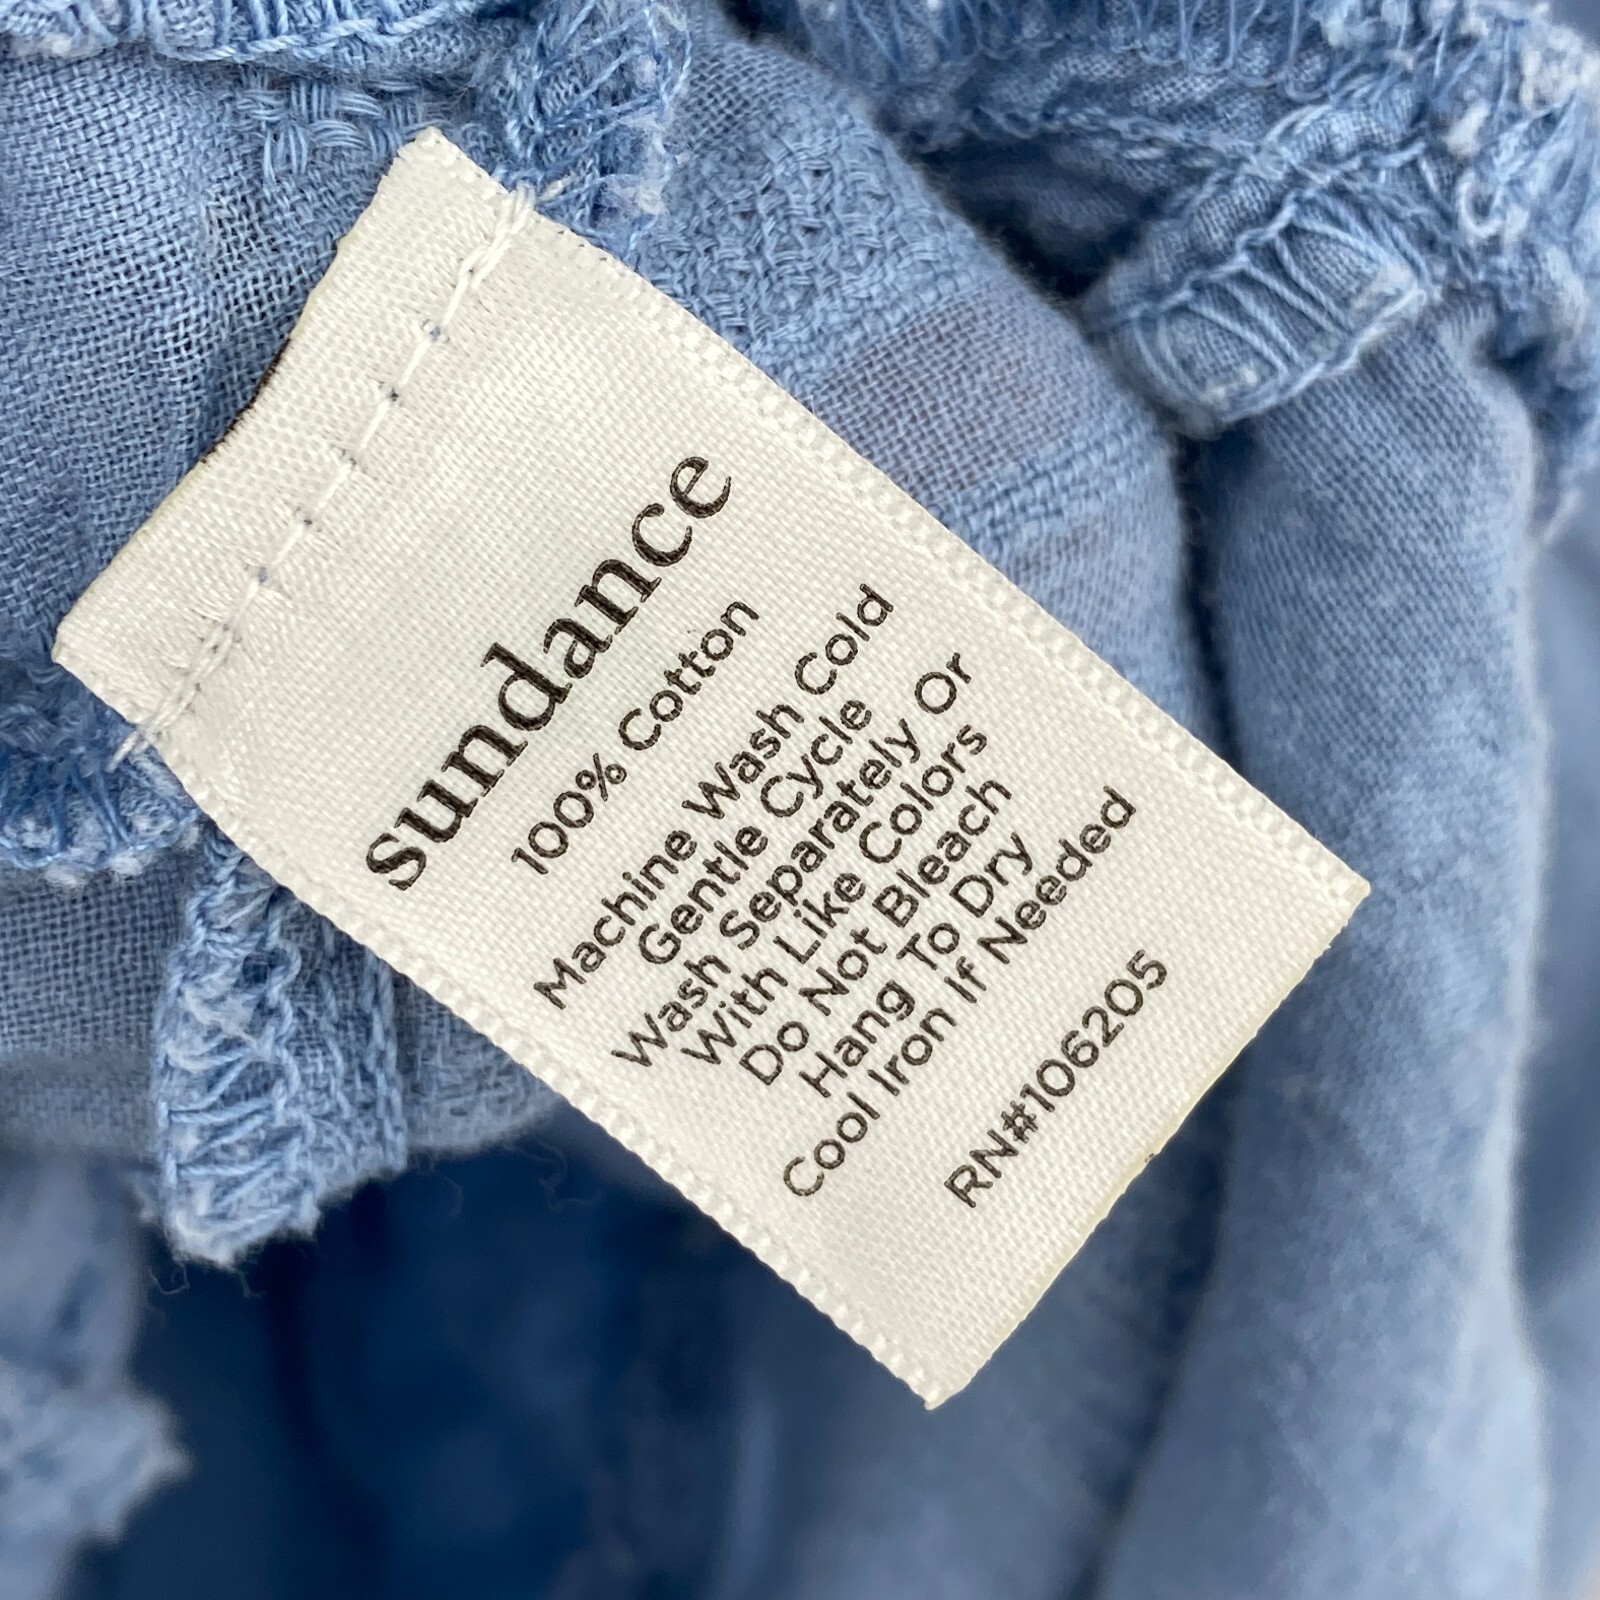 sundance
100% Cotton
Machine Wash Cold
Gentle Cycle
Wash Separately Or
With Like Colors
Do Not Bleach
Hang To Dry
Cool Iron If Needed
RN#106205